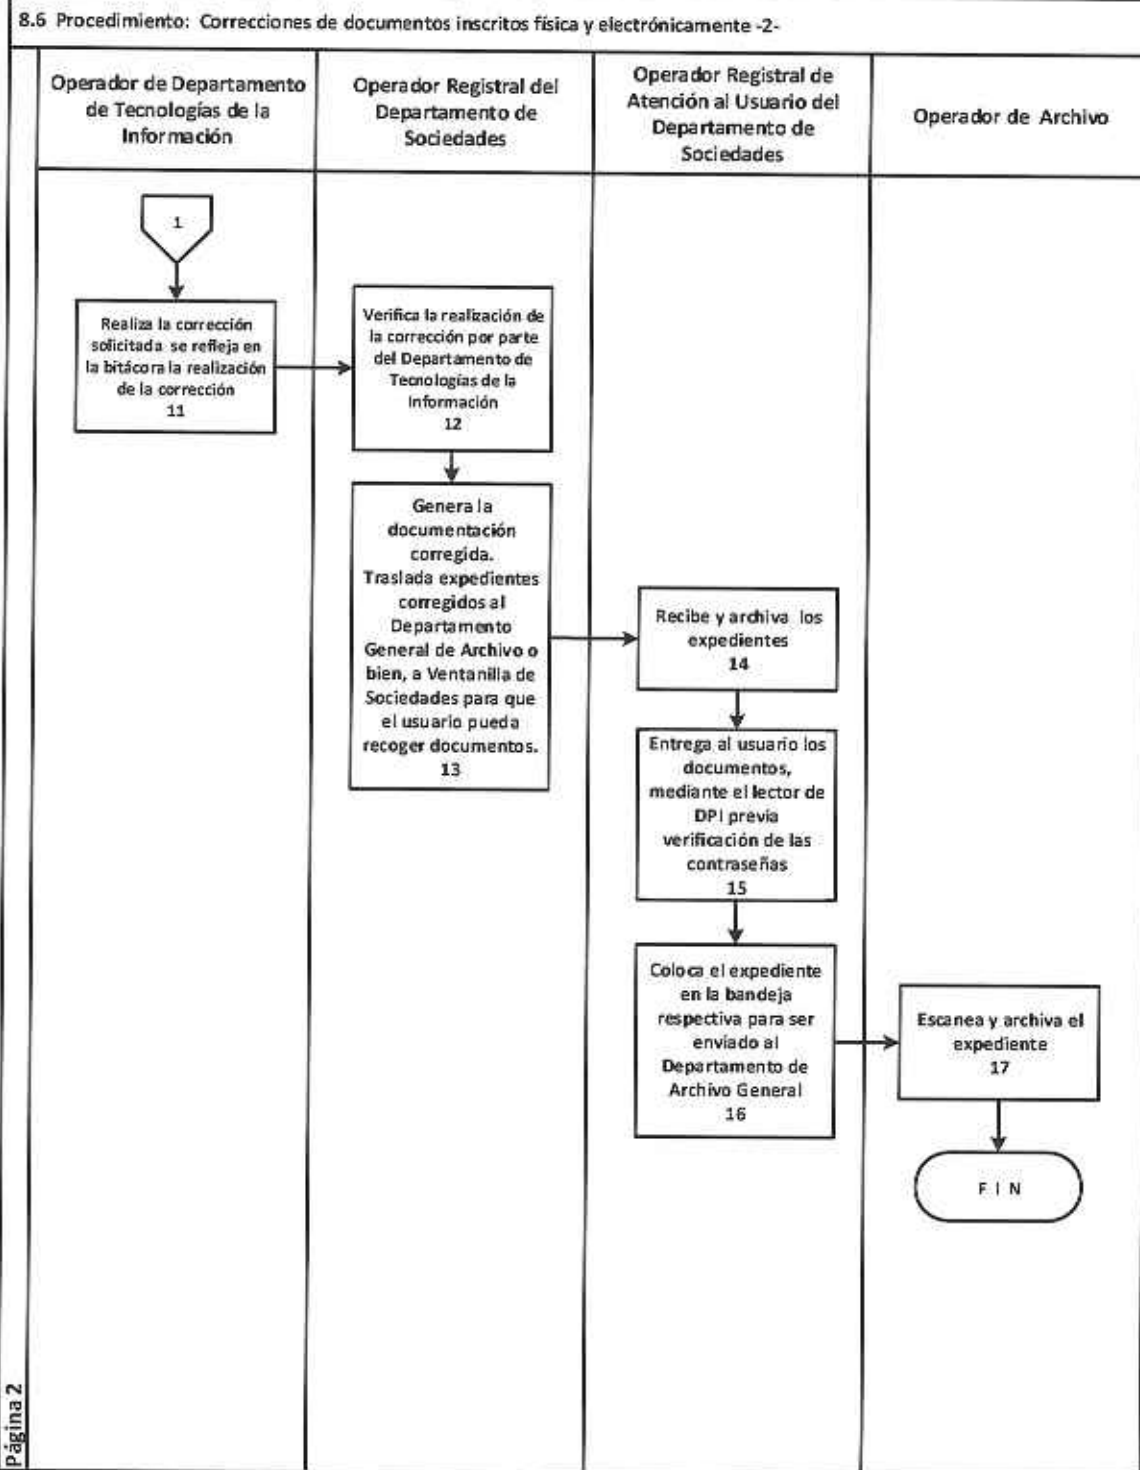 8.6 Procedimiento: Correcciones de documentos inscritos física y electrónicamente -2-
Operador de Departamento
de Tecnologías de la
Información
Operador Registral del
Departamento de
Sociedades
Operador Registral de
Atención al Usuario del
Departamento de
Sociedades
Operador de Archivo
1
Realiza la corrección
solicitada se refleja en
la bitácora la realización
de la corrección
11
Verifica la realización de
la corrección por parte
del Departamento de
Tecnologías de la
Información
12
Genera la
documentación
corregida.
Traslada expedientes
corregidos al
Departamento
General de Archivo o
bien, a Ventanilla de
Sociedades para que
el usuario pueda
recoger documentos.
13
Recibe y archiva los
expedientes
14
Entrega al usuario los
documentos,
mediante el lector de
DPI previa
verificación de las
contraseñas
15
Coloca el expediente
en la bandeja
respectiva para ser
enviado al
Departamento de
Archivo General
16
Escanea y archiva el
expediente
17
F I N
Página 2